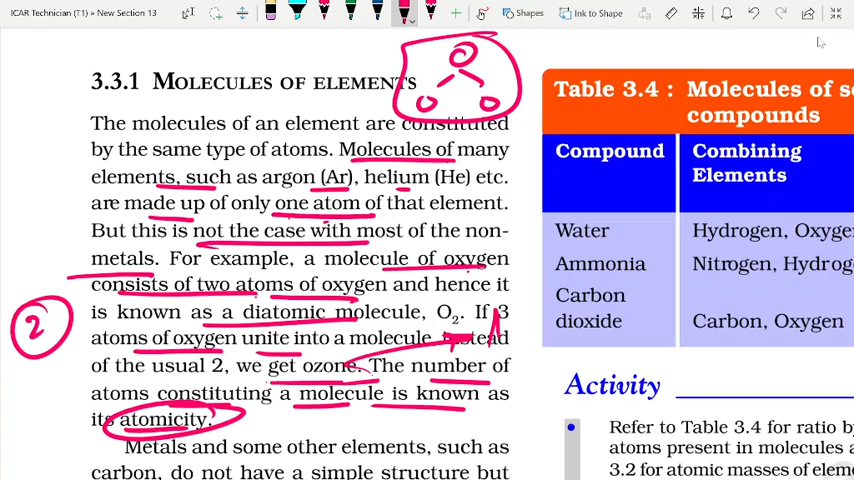 ICAR Technician (T1) » New Section 13
Shapes
Ink to Shape
3.3.1 MOLECULES OF ELEMENTS
The molecules of an element are constituted
by the same type of atoms. Molecules of many
elements, such as argon (Ar), helium (He) etc.
are made up of only one atom of that element.
But this is not the case with most of the non-
metals. For example, a molecule of oxygen
consists of two atoms of oxygen and hence it
is known as a diatomic molecule, O₂. If 3
atoms of oxygen unite into a molecule, instead
of the usual 2, we get ozone. The number of
atoms constituting a molecule is known as
its atomicity.
Metals and some other elements, such as
carbon, do not have a simple structure but
2
Table 3.4 : Molecules of
compounds
Compound
Combining
Elements
Water
Hydrogen,
Ammonia
Nitrogen,
Carbon
dioxide
Carbon, Oxygen
Activity
• Refer to Table 3.4 for ratio
atoms present in molecules
3.2 for atomic masses of